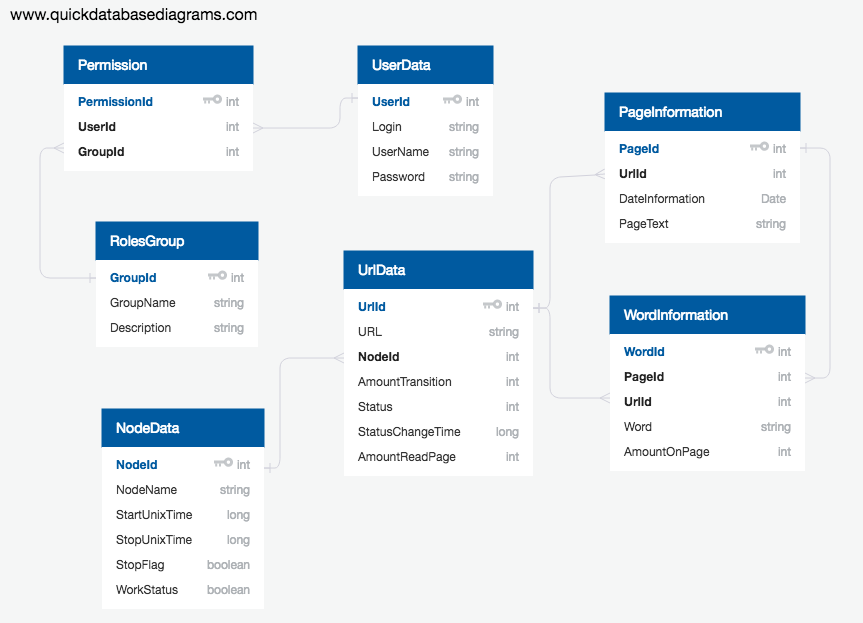 www.quickdatabasediagrams.com
Permission
PermissionId int
UserId int
GroupId int
UserData
UserId int
Login string
UserName string
Password string
PageInformation
PageId int
UrlId int
DateInformation Date
PageText string
RolesGroup
GroupId int
GroupName string
Description string
UrlData
UrlId int
URL string
NodeId int
AmountTransition int
Status int
StatusChangeTime long
AmountReadPage int
WordInformation
WordId int
PageId int
UrlId int
Word string
AmountOnPage int
NodeData
NodeId int
NodeName string
StartUnixTime long
StopUnixTime long
StopFlag boolean
WorkStatus boolean